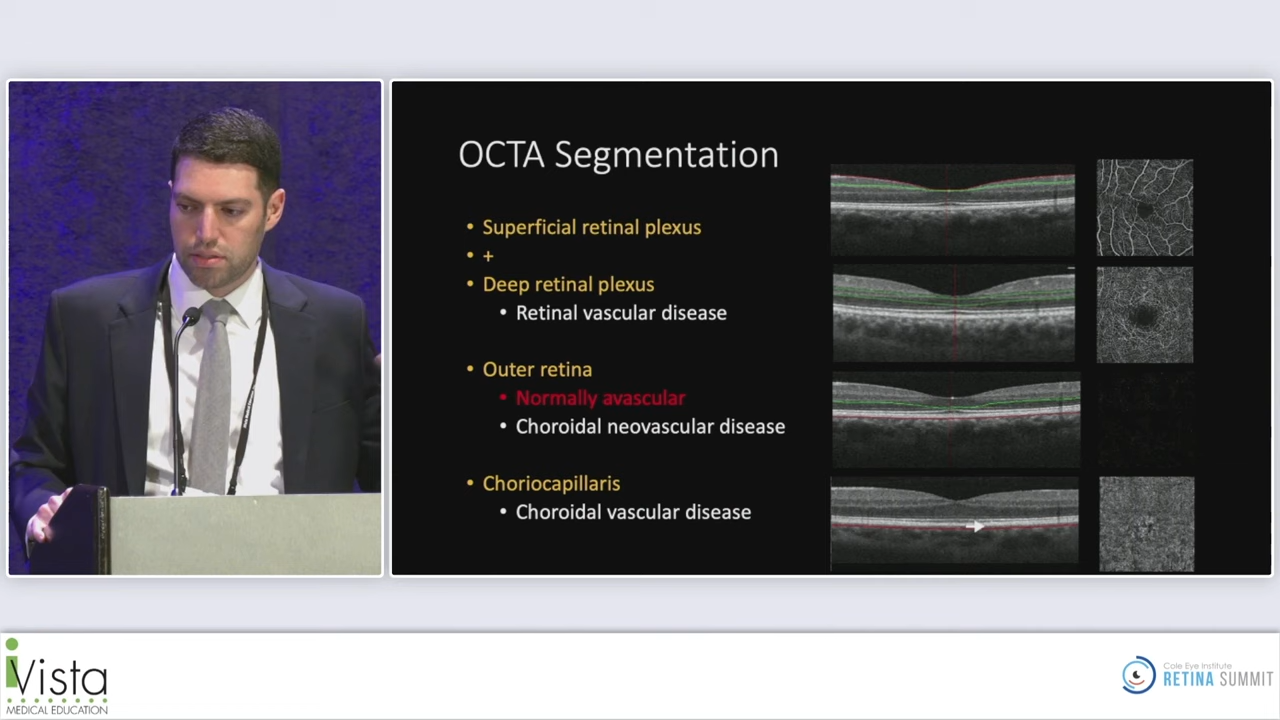 OCTA Segmentation
• Superficial retinal plexus
• +
• Deep retinal plexus
• Retinal vascular disease
• Outer retina
• Normally avascular
• Choroidal neovascular disease
• Choriocapillaris
• Choroidal vascular disease
iVista
MEDICAL EDUCATION
Cole Eye Institute
RETINA SUMMIT